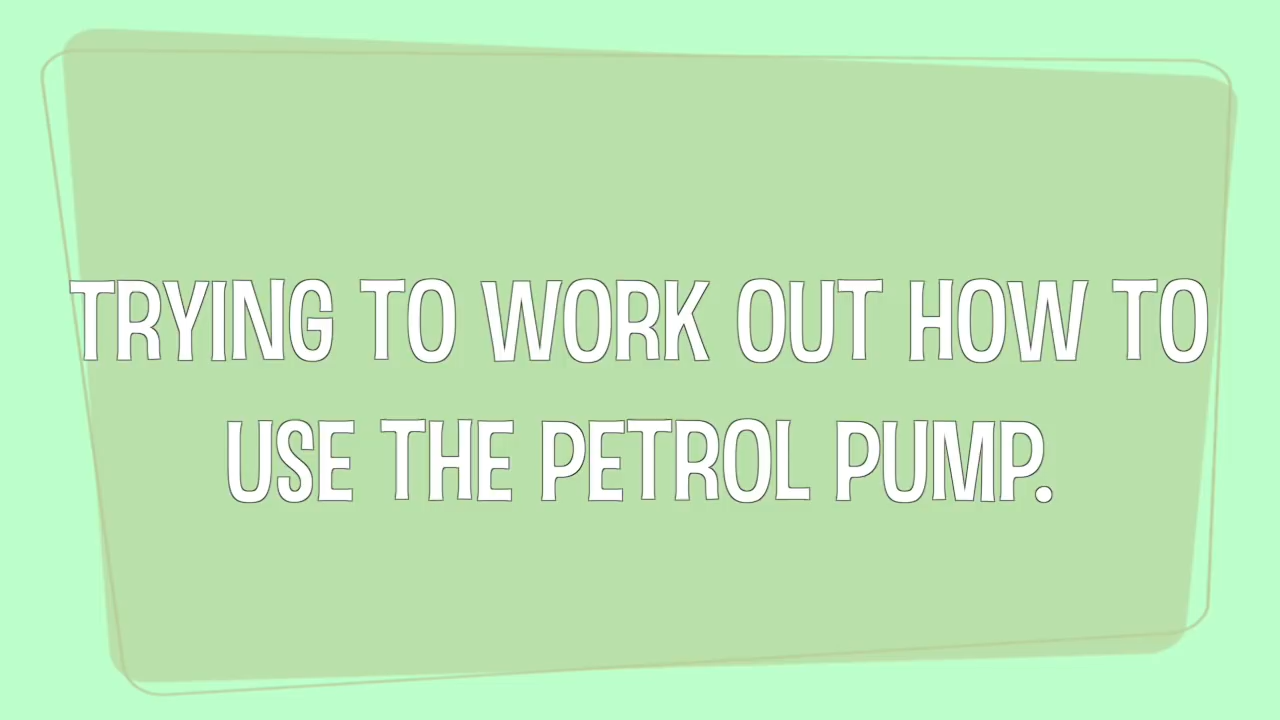 TRYING TO WORK OUT HOW TO
USE THE PETROL PUMP.